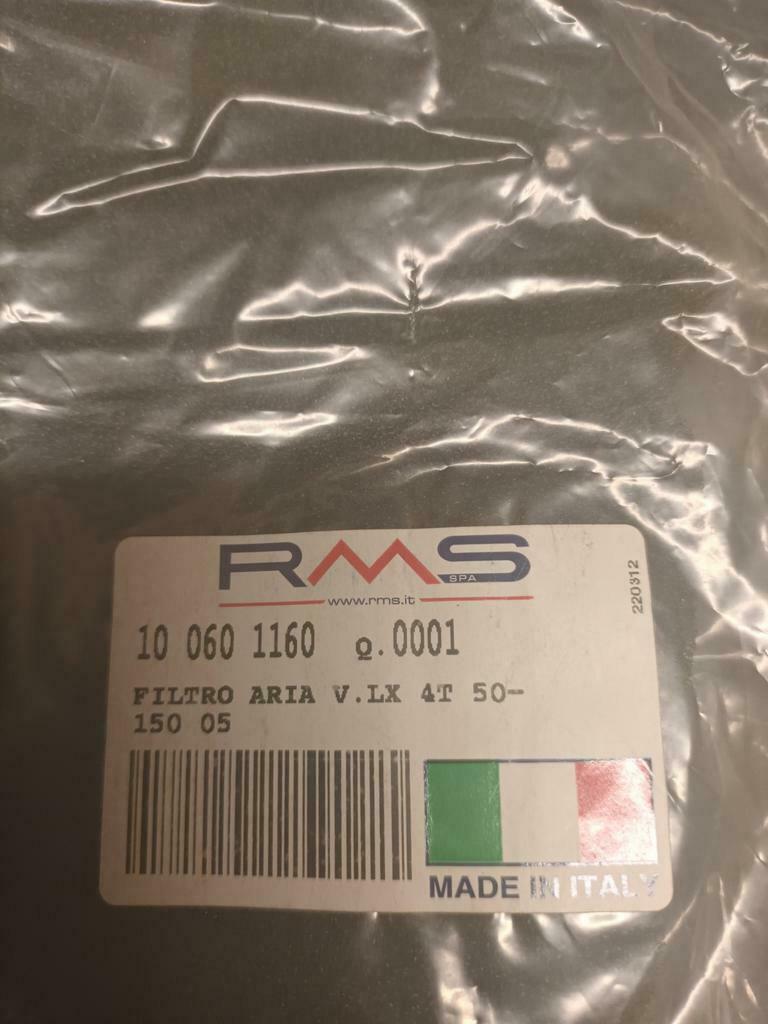 RMS
SPA
www.rms.it
220312
10 060 1160 Q.0001
FILTRO ARIA V.LX 4T 50-
150 05
MADE IN ITALY